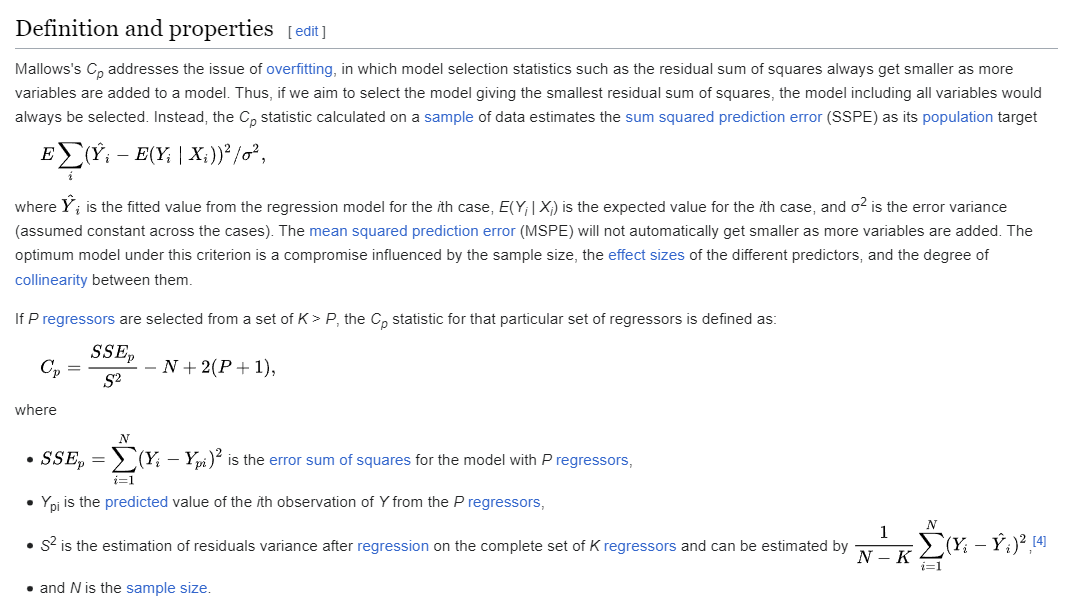 Definition and properties [ edit ]
Mallows's Cₚ addresses the issue of overfitting, in which model selection statistics such as the residual sum of squares always get smaller as more
variables are added to a model. Thus, if we aim to select the model giving the smallest residual sum of squares, the model including all variables would
always be selected. Instead, the Cₚ statistic calculated on a sample of data estimates the sum squared prediction error (SSPE) as its population target
E∑ᵢ(Ŷᵢ − E(Yᵢ | Xᵢ))²/σ²,
where Ŷᵢ is the fitted value from the regression model for the ith case, E(Yᵢ | Xᵢ) is the expected value for the ith case, and σ² is the error variance
(assumed constant across the cases). The mean squared prediction error (MSPE) will not automatically get smaller as more variables are added. The
optimum model under this criterion is a compromise influenced by the sample size, the effect sizes of the different predictors, and the degree of
collinearity between them.
If P regressors are selected from a set of K > P, the Cₚ statistic for that particular set of regressors is defined as:
Cₚ = SSEₚ / S² − N + 2(P + 1),
where
• SSEₚ = ∑_{i=1}^{N} (Yᵢ − Y_{pi})² is the error sum of squares for the model with P regressors,
• Y_{pi} is the predicted value of the ith observation of Y from the P regressors,
• S² is the estimation of residuals variance after regression on the complete set of K regressors and can be estimated by 1 / (N − K) ∑_{i=1}^{N} (Yᵢ − Ŷᵢ)²,[4]
• and N is the sample size.